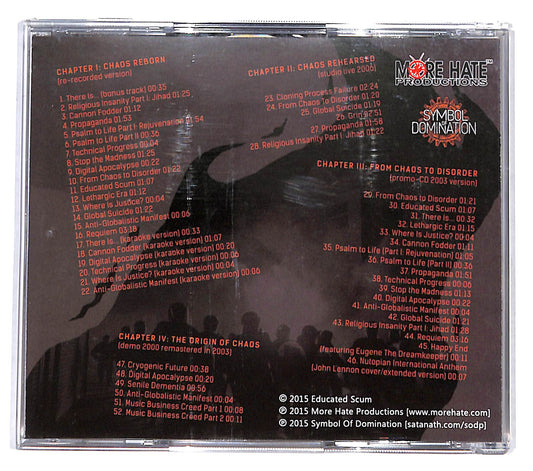 CHAPTER I: CHAOS REBORN
(re-recorded version)
1. There is... (bonus track) 00:35
2. Religious Insanity Part I: Jihad 01:25
3. Cannon Fodder 01:12
4. Propaganda 01:53
5. Psalm to Life Part I: Rejuvenation 01:54
6. Psalm to Life Part II 00:36
7. Technical Progress 00:04
8. Stop the Madness 01:25
9. Digital Apocalypse 00:22
10. From Chaos to Disorder 01:22
11. Educated Scum 01:07
12. Lethargic Era 01:12
13. Where Is Justice? 00:04
14. Global Suicide 01:22
15. Anti-Globalistic Manifest 00:06
16. Requiem 03:18
17. There is... (karaoke version) 00:33
18. Cannon Fodder (karaoke version) 01:07
19. Digital Apocalypse (karaoke version) 00:20
20. Technical Progress (karaoke version) 00:06
21. Where Is Justice? (karaoke version) 00:04
22. Anti-Globalistic Manifest (karaoke version) 00:06
CHAPTER II: CHAOS REHEARSED
(studio live 2006)
23. Cloning Process Failure 02:24
24. From Chaos To Disorder 01:20
25. Global Suicide 01:19
26. Grin 02:51
27. Propaganda 01:58
28. Religious Insanity Part I: Jihad 01:22
MORE HATE
PRODUCTIONS
TM
SYMBOL
OF
DOMINATION
CHAPTER III: FROM CHAOS TO DISORDER
(promo-CD 2003 version)
29. From Chaos to Disorder 01:21
30. Educated Scum 01:07
31. There is... 00:32
32. Lethargic Era 01:15
33. Where Is Justice? 00:04
34. Cannon Fodder 01:11
35. Psalm to Life (Part I: Rejuvenation) 01:05
36. Psalm to Life (Part II) 00:36
37. Propaganda 01:51
38. Technical Progress 00:06
39. Stop the Madness 01:13
40. Digital Apocalypse 00:22
41. Anti-Globalistic Manifest 00:06
42. Global Suicide 01:21
43. Religious Insanity Part I: Jihad 01:28
44. Requiem 03:16
45. Happy End
(featuring Eugene The Dreamkeeper) 00:11
46. Nutopian International Anthem
(John Lennon cover/extended version) 00:07
CHAPTER IV: THE ORIGIN OF CHAOS
(demo 2000 remastered in 2003)
47. Cryogenic Future 00:38
48. Digital Apocalypse 00:20
49. Senile Dementia 00:56
50. Anti-Globalistic Manifest 00:04
51. Music Business Creed Part 1 00:08
52. Music Business Creed Part 2 00:11
© 2015 Educated Scum
℗ 2015 More Hate Productions [www.morehate.com]
℗ 2015 Symbol Of Domination [satanath.com/sodp]